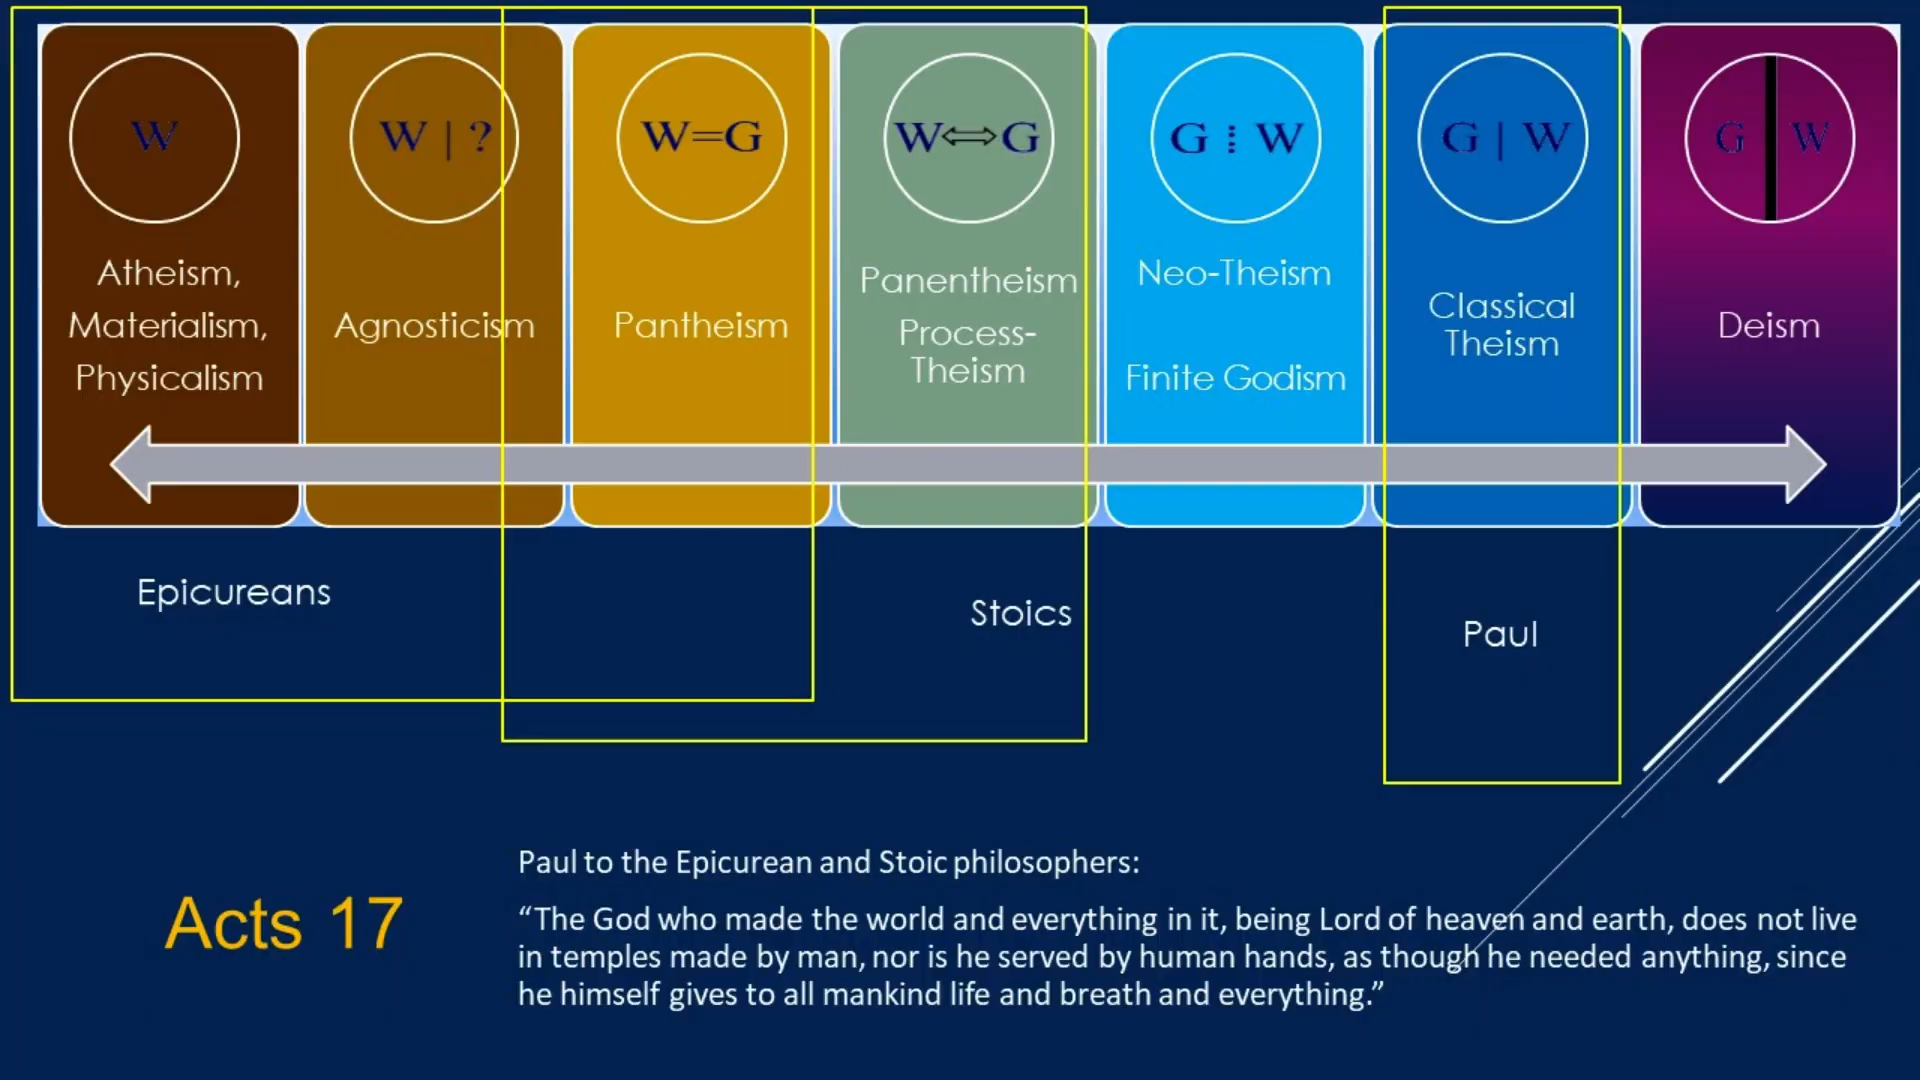 W
W | ?
W=G
W⇔G
G ⁞ W
G | W
G W
Atheism,
Materialism,
Physicalism
Agnosticism
Pantheism
Panentheism
Process-
Theism
Neo-Theism
Finite Godism
Classical
Theism
Deism
Epicureans
Stoics
Paul
Acts 17
Paul to the Epicurean and Stoic philosophers:
“The God who made the world and everything in it, being Lord of heaven and earth, does not live
in temples made by man, nor is he served by human hands, as though he needed anything, since
he himself gives to all mankind life and breath and everything.”